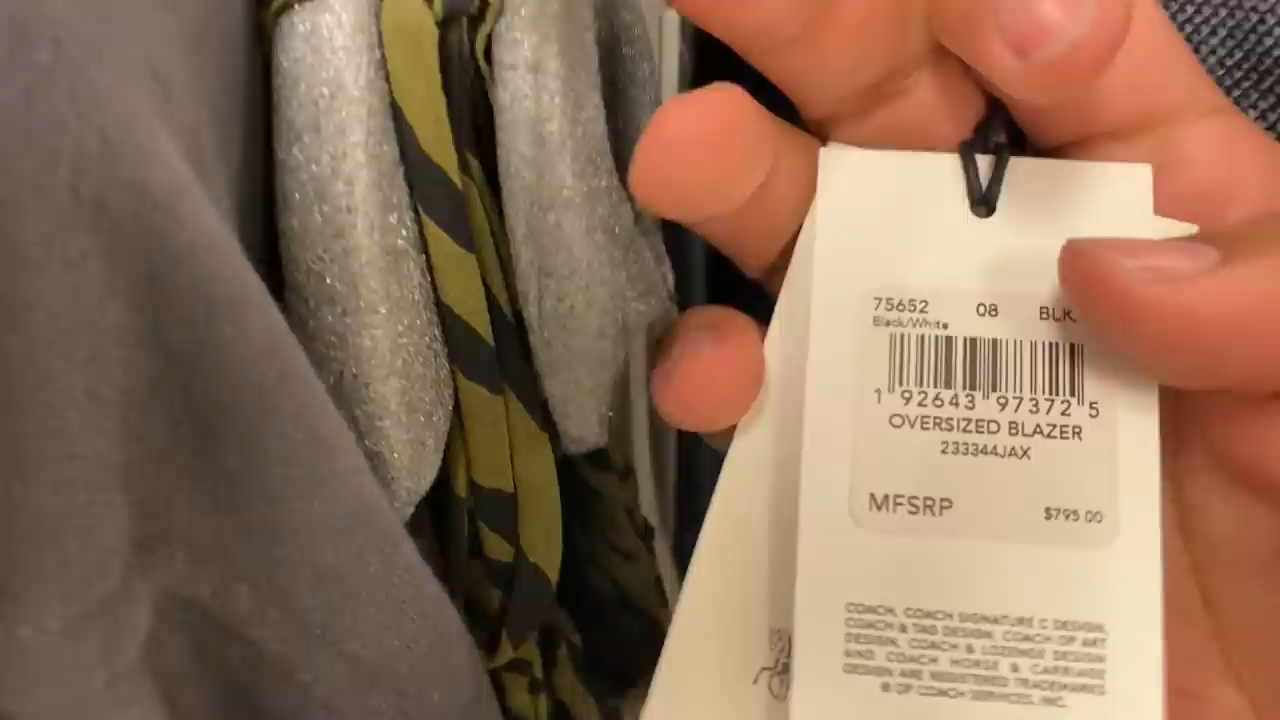 75652 08 BLK
Black/White
1 92643 97372 5
OVERSIZED BLAZER
233344JAX
MFSRP $795.00
COACH, COACH SIGNATURE C DESIGN,
COACH & TAG DESIGN, COACH OP ART
DESIGN, COACH & LOZENGE DESIGN
AND COACH HORSE & CARRIAGE
DESIGN ARE REGISTERED TRADEMARKS
® OF COACH SERVICES, INC.